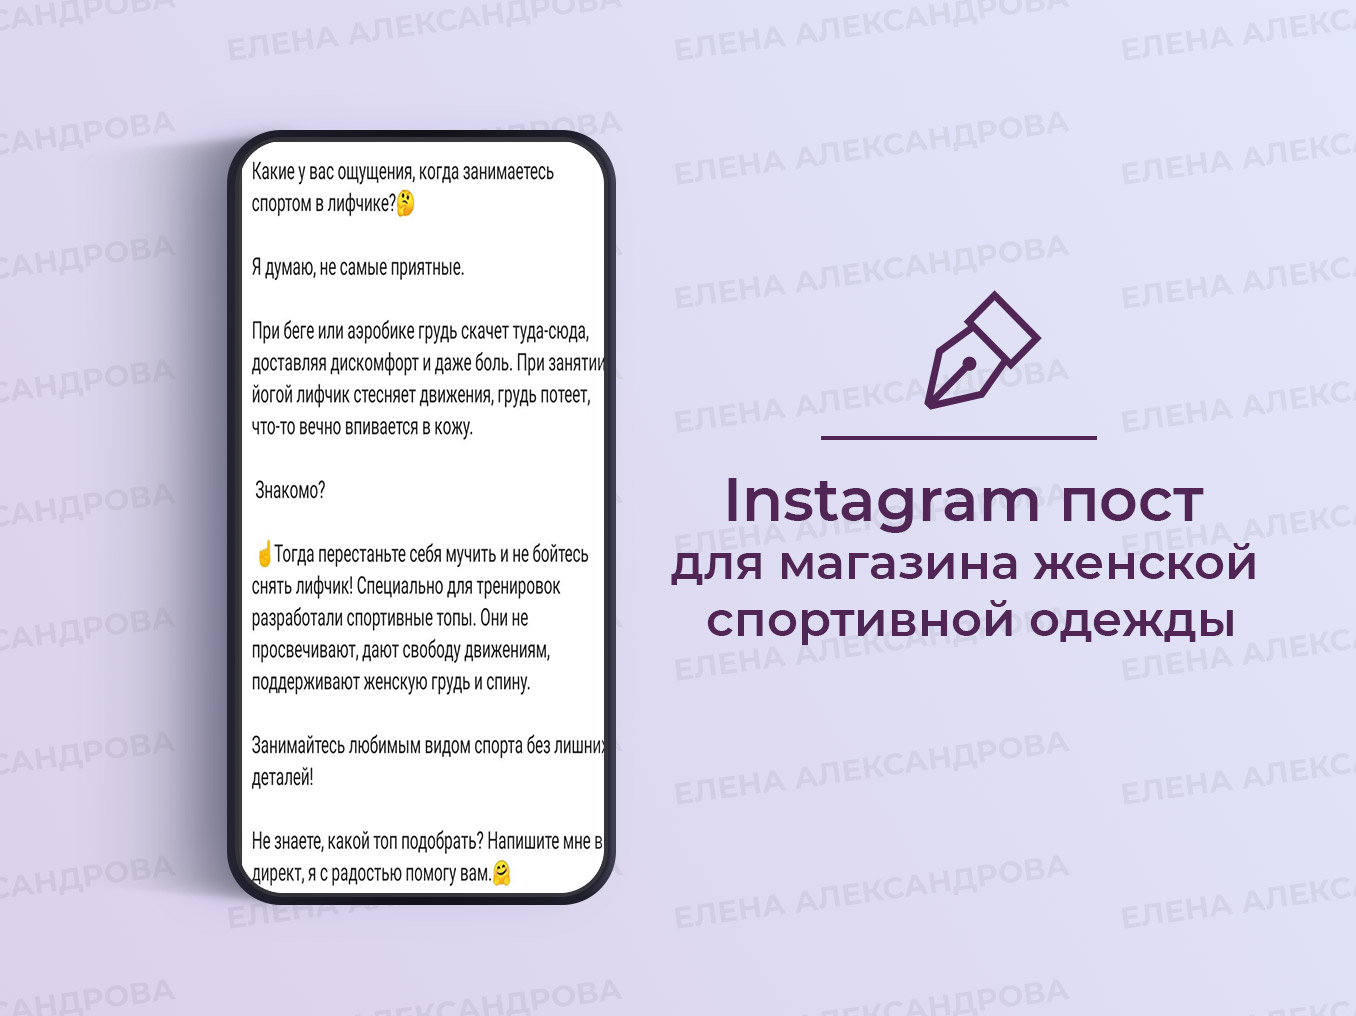 Какие у вас ощущения, когда занимаетесь
спортом в лифчике?🤔
Я думаю, не самые приятные.
При беге или аэробике грудь скачет туда-сюда,
доставляя дискомфорт и даже боль. При занятии
йогой лифчик стесняет движения, грудь потеет,
что-то вечно впивается в кожу.
Знакомо?
☝Тогда перестаньте себя мучить и не бойтесь
снять лифчик! Специально для тренировок
разработали спортивные топы. Они не
просвечивают, дают свободу движениям,
поддерживают женскую грудь и спину.
Занимайтесь любимым видом спорта без лишних
деталей!
Не знаете, какой топ подобрать? Напишите мне в
директ, я с радостью помогу вам.🤗
Instagram пост
для магазина женской
спортивной одежды
ЕЛЕНА АЛЕКСАНДРОВА